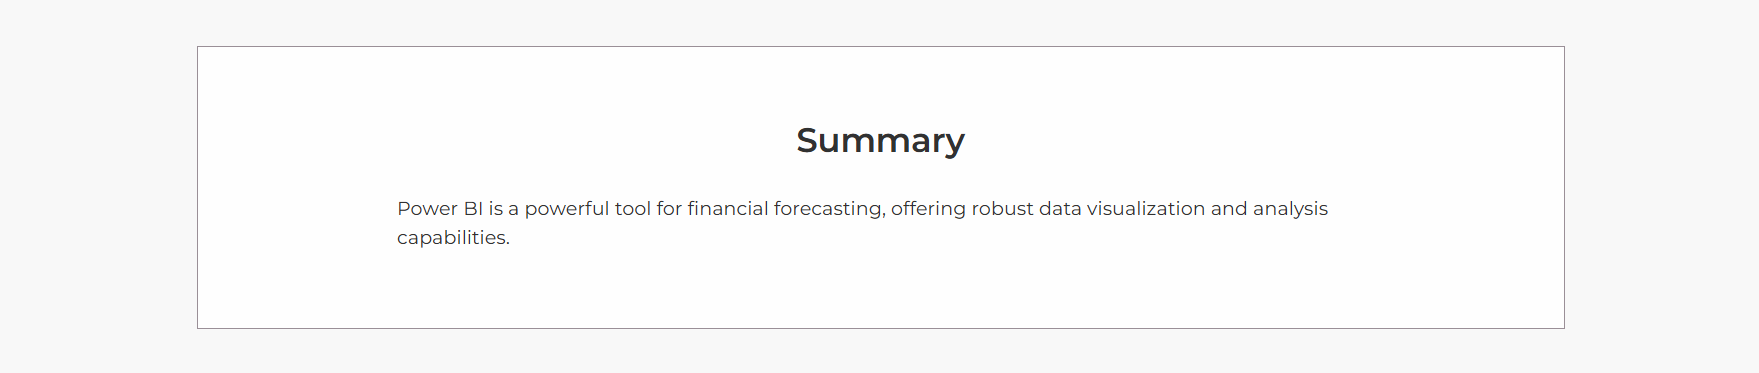 Summary
Power BI is a powerful tool for financial forecasting, offering robust data visualization and analysis
capabilities.